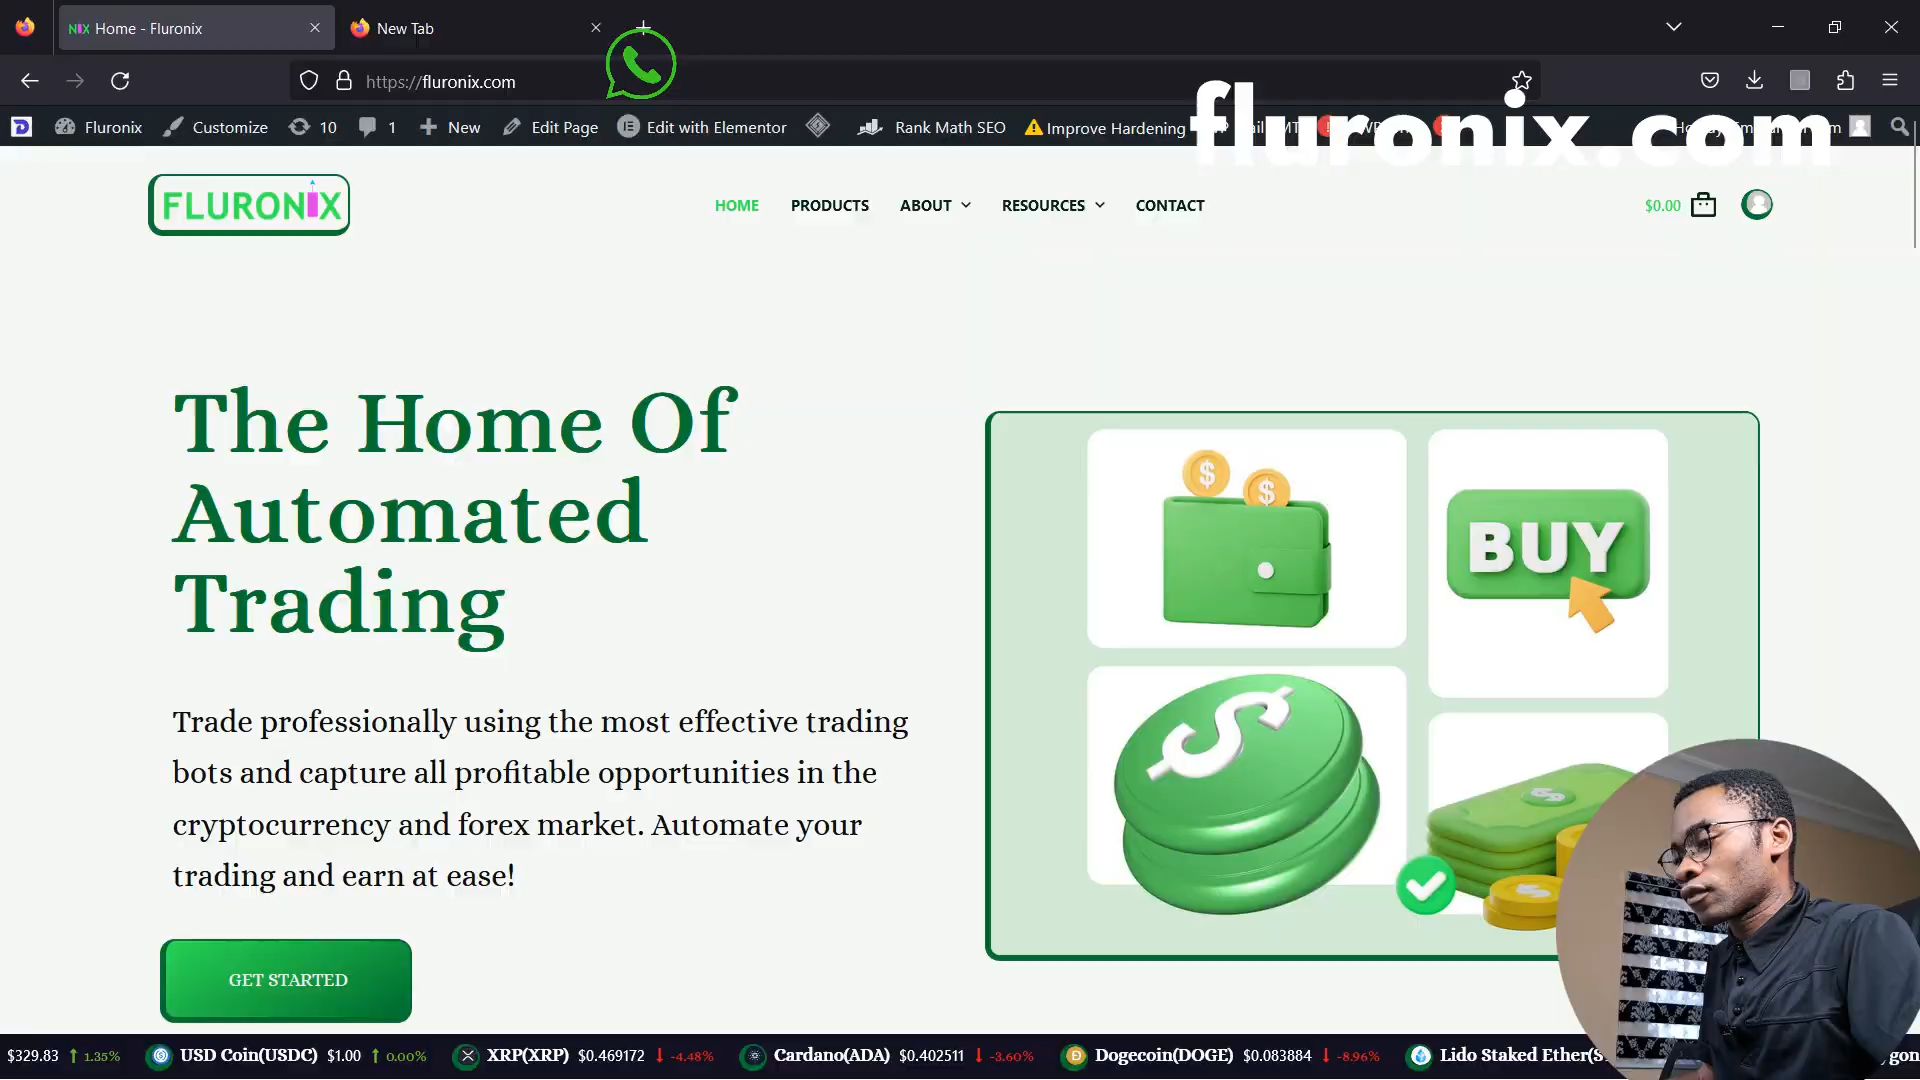 NIX Home - Fluronix
New Tab
https://fluronix.com
Fluronix
Customize
10
1
New
Edit Page
Edit with Elementor
Rank Math SEO
Improve Hardening
fluronix.com
FLURONIX
HOME
PRODUCTS
ABOUT
RESOURCES
CONTACT
$0.00
The Home Of
Automated
Trading
Trade professionally using the most effective trading
bots and capture all profitable opportunities in the
cryptocurrency and forex market. Automate your
trading and earn at ease!
BUY
GET STARTED
$329.83 1.35%
USD Coin(USDC) $1.00 0.00%
XRP(XRP) $0.469172 -4.48%
Cardano(ADA) $0.402511 -3.60%
Dogecoin(DOGE) $0.083884 -8.96%
Lido Staked Ether(S